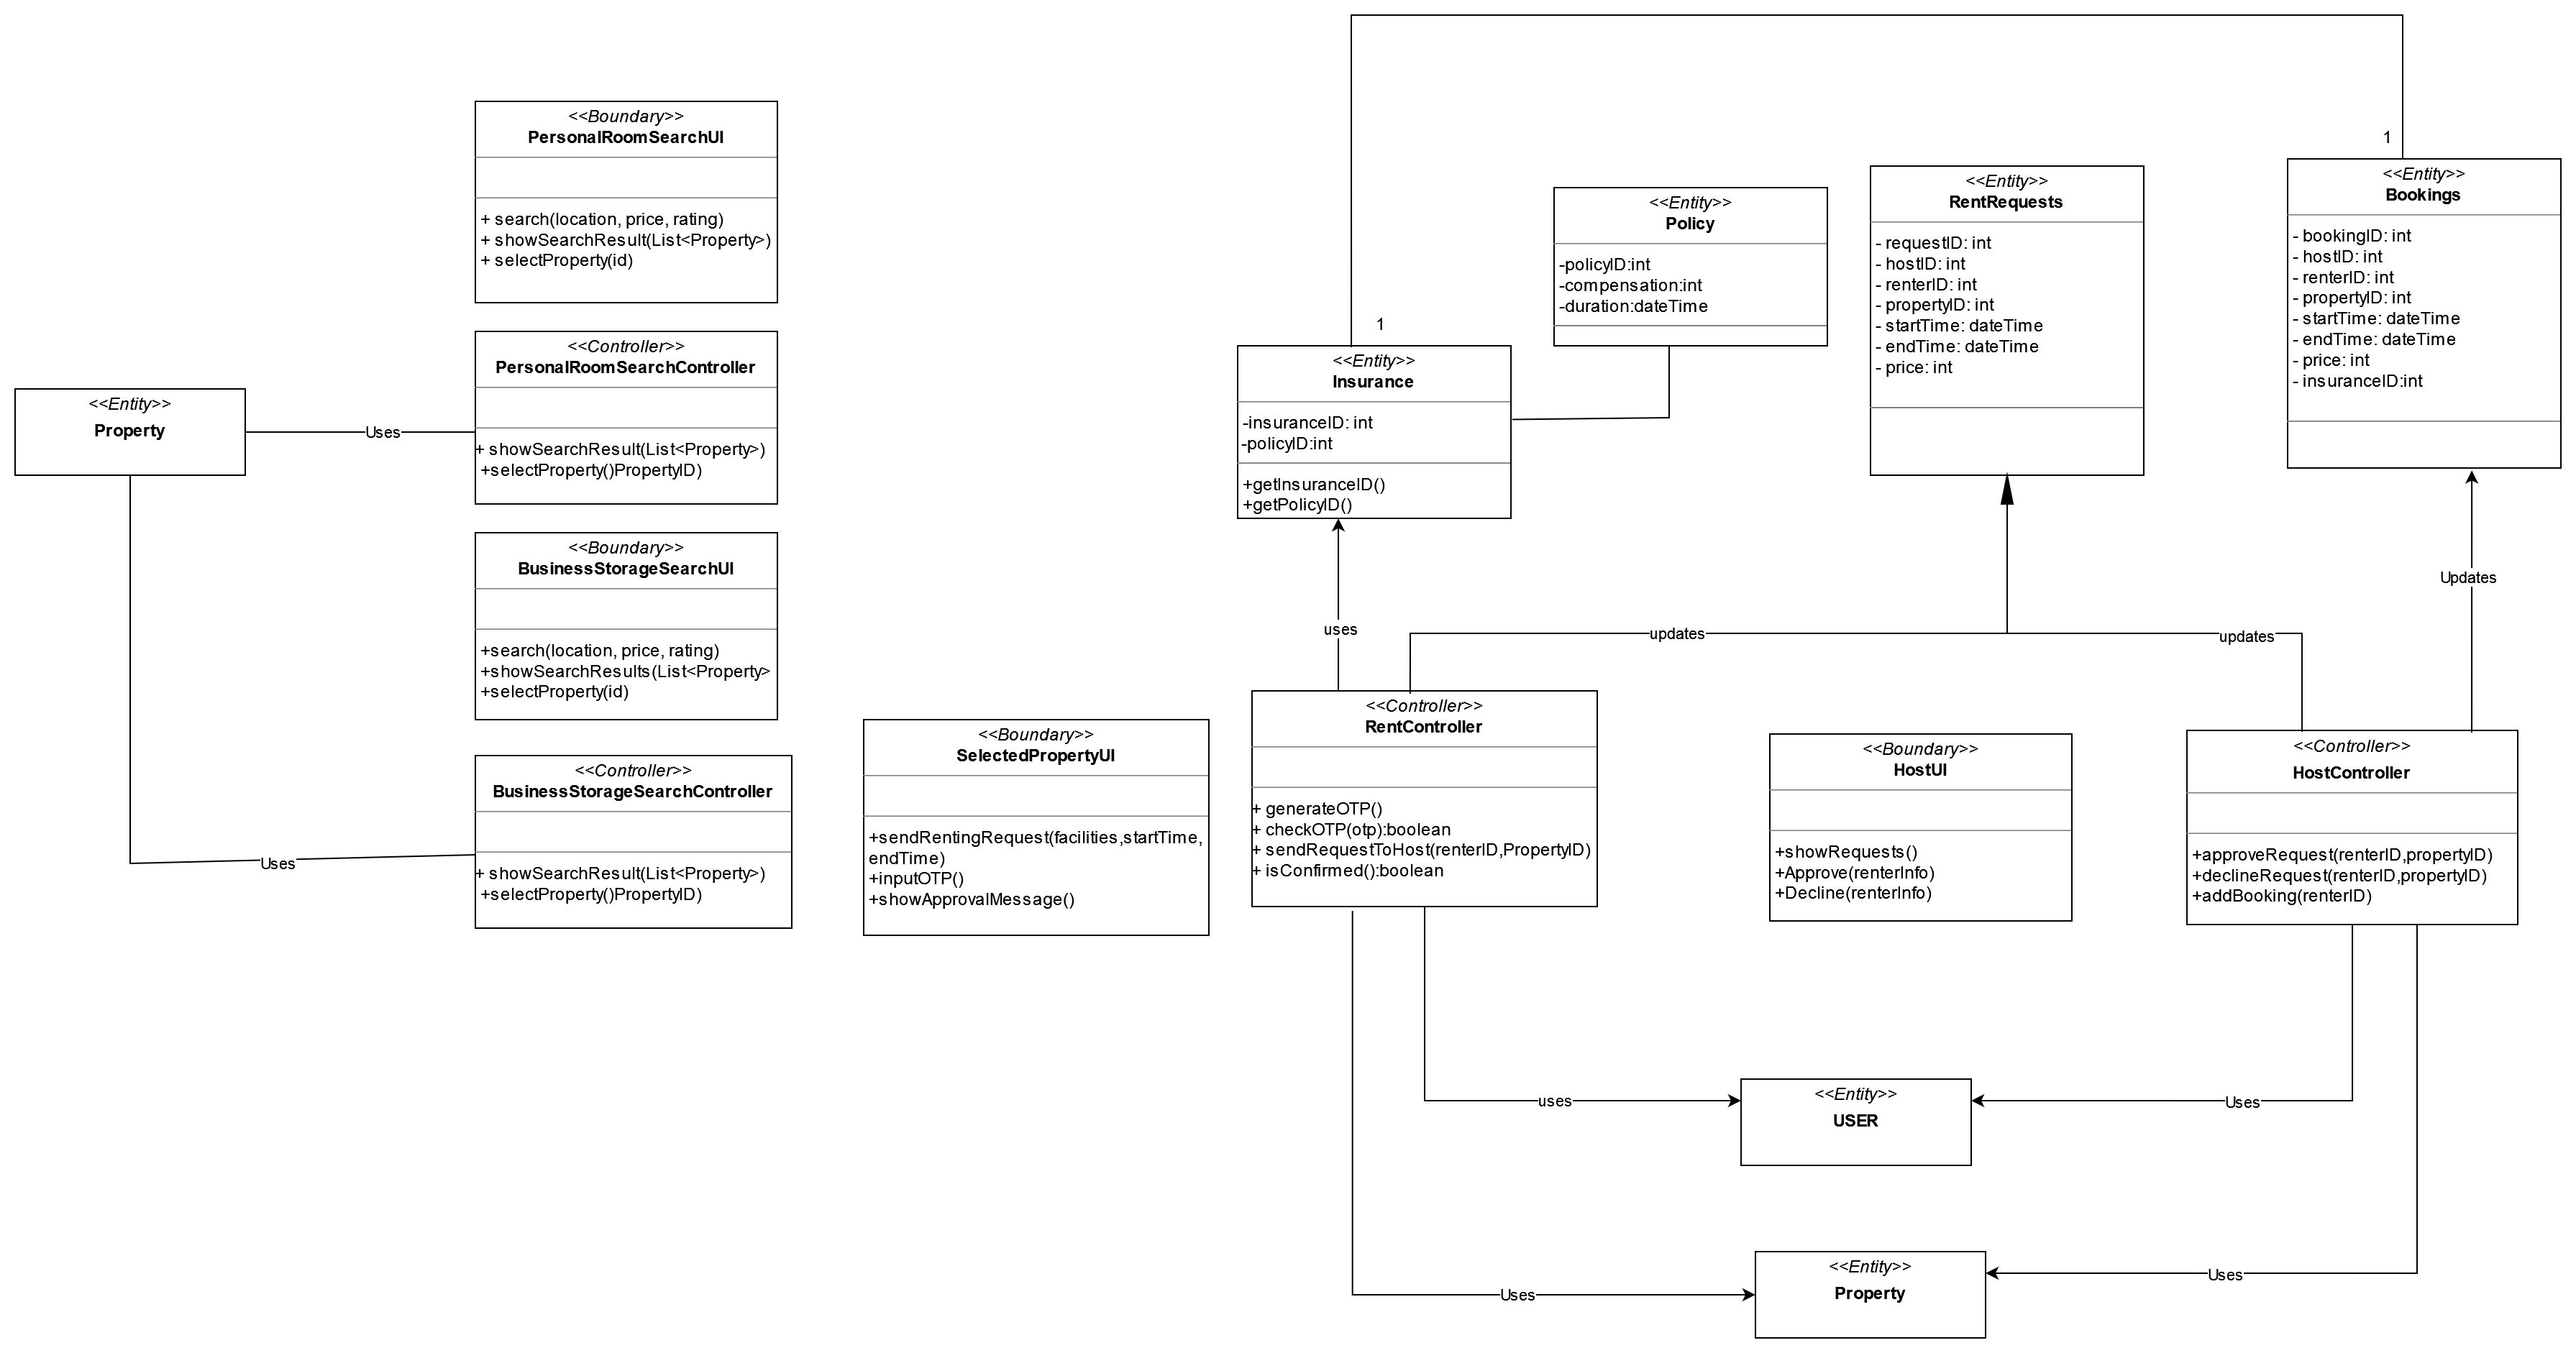 <<Boundary>>
PersonalRoomSearchUI
+ search(location, price, rating)
+ showSearchResult(List<Property>)
+ selectProperty(id)
<<Controller>>
PersonalRoomSearchController
+ showSearchResult(List<Property>)
+selectProperty()PropertyID)
<<Entity>>
Property
Uses
Uses
<<Boundary>>
BusinessStorageSearchUI
+search(location, price, rating)
+showSearchResults(List<Property>
+selectProperty(id)
<<Controller>>
BusinessStorageSearchController
+ showSearchResult(List<Property>)
+selectProperty()PropertyID)
<<Boundary>>
SelectedPropertyUI
+sendRentingRequest(facilities,startTime,
endTime)
+inputOTP()
+showApprovalMessage()
1
<<Entity>>
Insurance
-insuranceID: int
-policyID:int
+getInsuranceID()
+getPolicyID()
<<Entity>>
Policy
-policyID:int
-compensation:int
-duration:dateTime
<<Entity>>
RentRequests
- requestID: int
- hostID: int
- renterID: int
- propertyID: int
- startTime: dateTime
- endTime: dateTime
- price: int
1
<<Entity>>
Bookings
- bookingID: int
- hostID: int
- renterID: int
- propertyID: int
- startTime: dateTime
- endTime: dateTime
- price: int
- insuranceID:int
uses
updates
updates
Updates
<<Controller>>
RentController
+ generateOTP()
+ checkOTP(otp):boolean
+ sendRequestToHost(renterID,PropertyID)
+ isConfirmed():boolean
<<Boundary>>
HostUI
+showRequests()
+Approve(renterInfo)
+Decline(renterInfo)
<<Controller>>
HostController
+approveRequest(renterID,propertyID)
+declineRequest(renterID,propertyID)
+addBooking(renterID)
uses
<<Entity>>
USER
Uses
Uses
<<Entity>>
Property
Uses